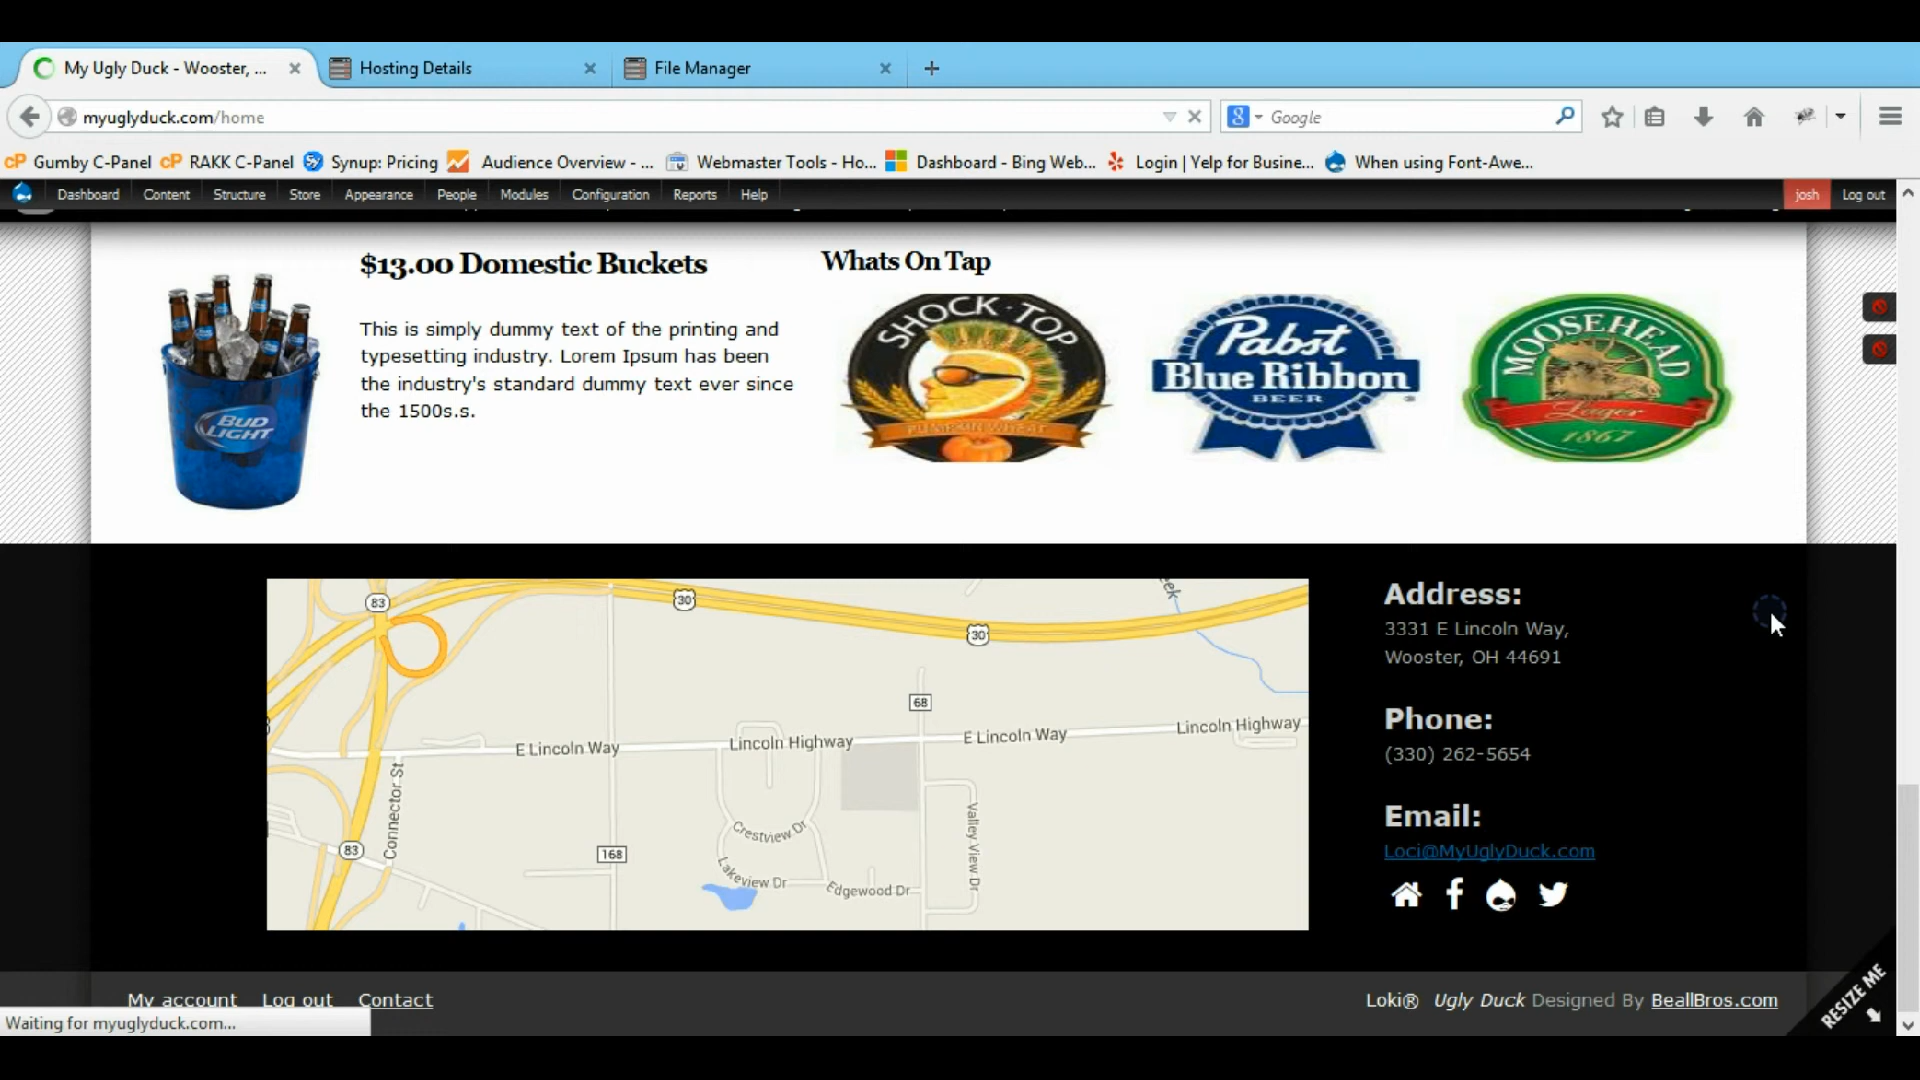 My Ugly Duck - Wooster, ...
Hosting Details
File Manager
myuglyduck.com/home
Google
Gumby C-Panel
RAKK C-Panel
Synup: Pricing
Audience Overview - ...
Webmaster Tools - Ho...
Dashboard - Bing Web...
Login | Yelp for Busine...
When using Font-Awe...
Dashboard
Content
Structure
Store
Appearance
People
Modules
Configuration
Reports
Help
josh
Log out
$13.00 Domestic Buckets
This is simply dummy text of the printing and
typesetting industry. Lorem Ipsum has been
the industry's standard dummy text ever since
the 1500s.s.
BUD
LIGHT
Whats On Tap
SHOCK·TOP
PUMPKIN WHEAT
Pabst
Blue Ribbon
BEER
MOOSEHEAD
Lager
1867
83
30
30
68
E Lincoln Way
Lincoln Highway
E Lincoln Way
Lincoln Highway
Connector St
Crestview Dr
Valley View Dr
83
168
Lakeview Dr
Edgewood Dr
Address:
3331 E Lincoln Way,
Wooster, OH 44691
Phone:
(330) 262-5654
Email:
Loci@MyUglyDuck.com
My account
Log out
Contact
Loki® Ugly Duck Designed By BeallBros.com
RESIZE ME
Waiting for myuglyduck.com...